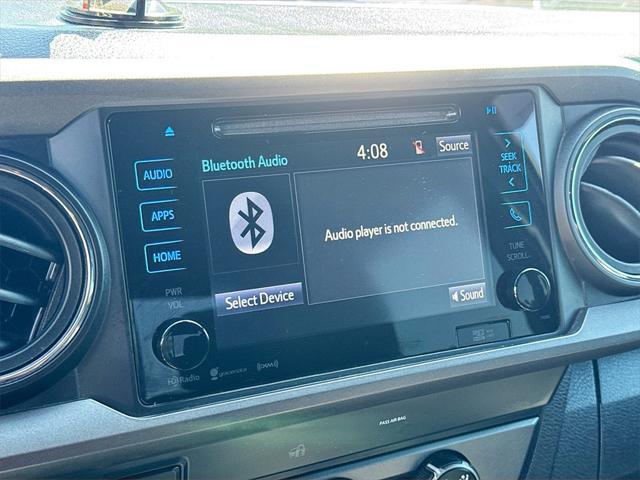 4:08
Source
Bluetooth Audio
AUDIO
SEEK
TRACK
Audio player is not connected.
APPS
HOME
TUNE
SCROLL
PWR
VOL
Select Device
Sound
HD Radio
gracenote
PASS AIR BAG